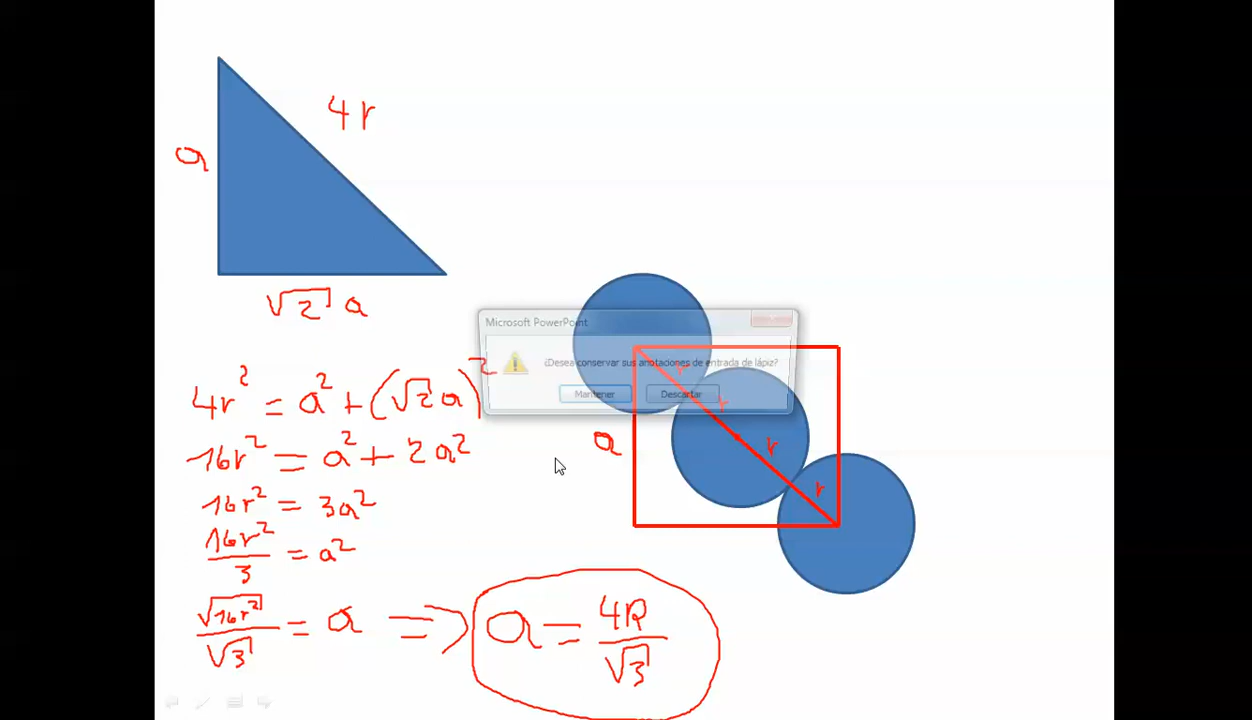 4r
a
√2 a
4r² = a² + (√2 a)²
16r² = a² + 2a²
16r² = 3a²
16r²/3 = a²
√16r²/√3 = a ⇒ a = 4R/√3
Microsoft PowerPoint
¿Desea conservar sus anotaciones de entrada de lápiz?
Mantener Descartar
r
r
a
r
r